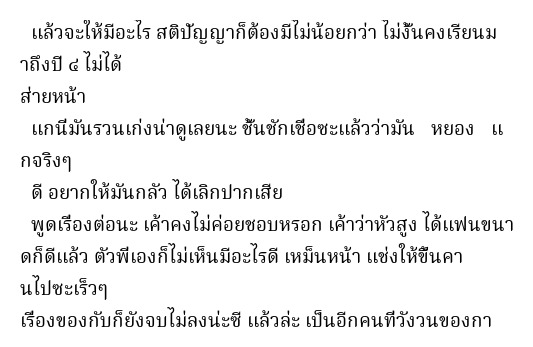 แล้วจะให้มีอะไร สติปัญญาก็ต้องมีไม่น้อยกว่า ไม่งั้นคงเรียนม
าถึงปี ๔ ไม่ได้
ส่ายหน้า
แกนี่มันรวนเก่งน่าดูเลยนะ ชั้นชักเชื่อซะแล้วว่ามัน หยอง แ
กจริงๆ
ดี อยากให้มันกลัว ได้เลิกปากเสีย
พูดเรื่องต่อนะ เค้าคงไม่ค่อยชอบหรอก เค้าว่าหัวสูง ได้แฟนขนา
ดก็ดีแล้ว ตัวพี่เองก็ไม่เห็นมีอะไรดี เหม็นหน้า แช่งให้ขึ้นคา
นไปซะเร็วๆ
เรื่องของกับก็ยังจบไม่ลงน่ะซี แล้วล่ะ เป็นอีกคนที่วังวนของกา